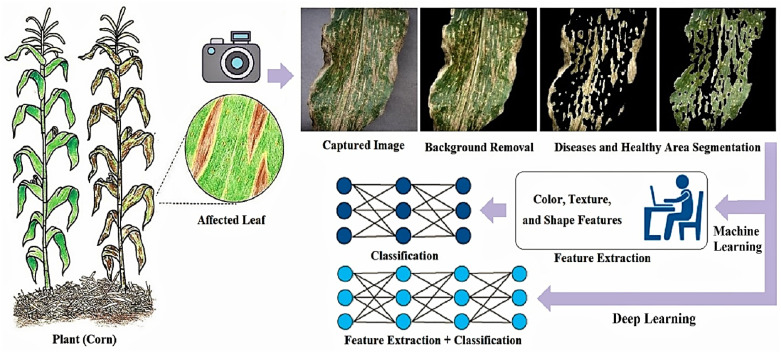 Captured Image
Background Removal
Diseases and Healthy Area Segmentation
Affected Leaf
Color, Texture,
and Shape Features
Machine
Learning
Classification
Feature Extraction
Deep Learning
Plant (Corn)
Feature Extraction + Classification